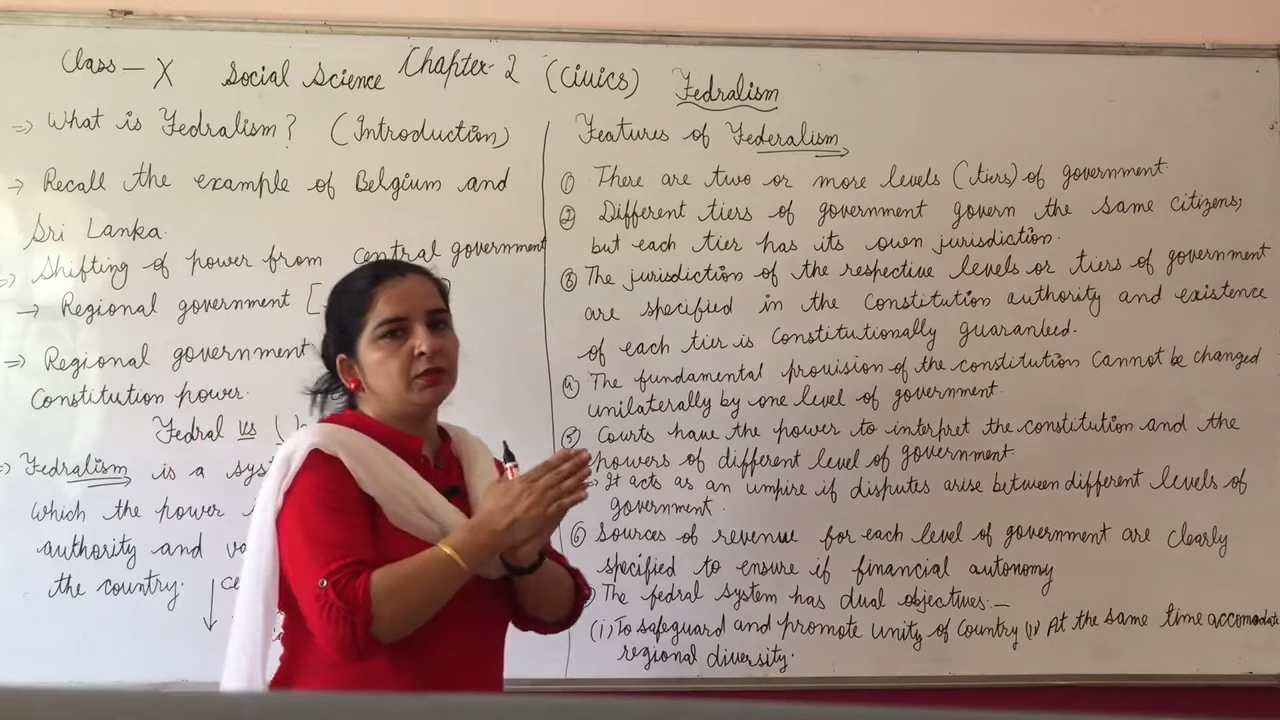 Class - X Social Science Chapter-2 (Civics) Fedralism
=> What is Fedralism? (Introduction)
=> Recall the example of Belgium and
Sri Lanka.
=> Shifting of power from central government
→ Regional government [
=> Regional government
Constitution power.
Fedral vs
=> Fedralism is a
which the power
authority and
the country.
Features of Federalism
① There are two or more levels (tiers) of government.
② Different tiers of government govern the same citizens,
but each tier has its own jurisdiction.
③ The jurisdiction of the respective levels or tiers of government
are specified in the Constitution authority and existence
of each tier is Constitutionally guaranteed.
④ The fundamental provision of the constitution Cannot be changed
unilaterally by one level of government.
⑤ Courts have the power to interpret the constitution and the
powers of different level of government.
It acts as an umpire if disputes arise between different levels of
government.
⑥ Sources of revenue for each level of government are clearly
specified to ensure if financial autonomy
The fedral system has dual objectives:-
(i) To safeguard and promote unity of Country (ii) At the same time accomodate
regional diversity.